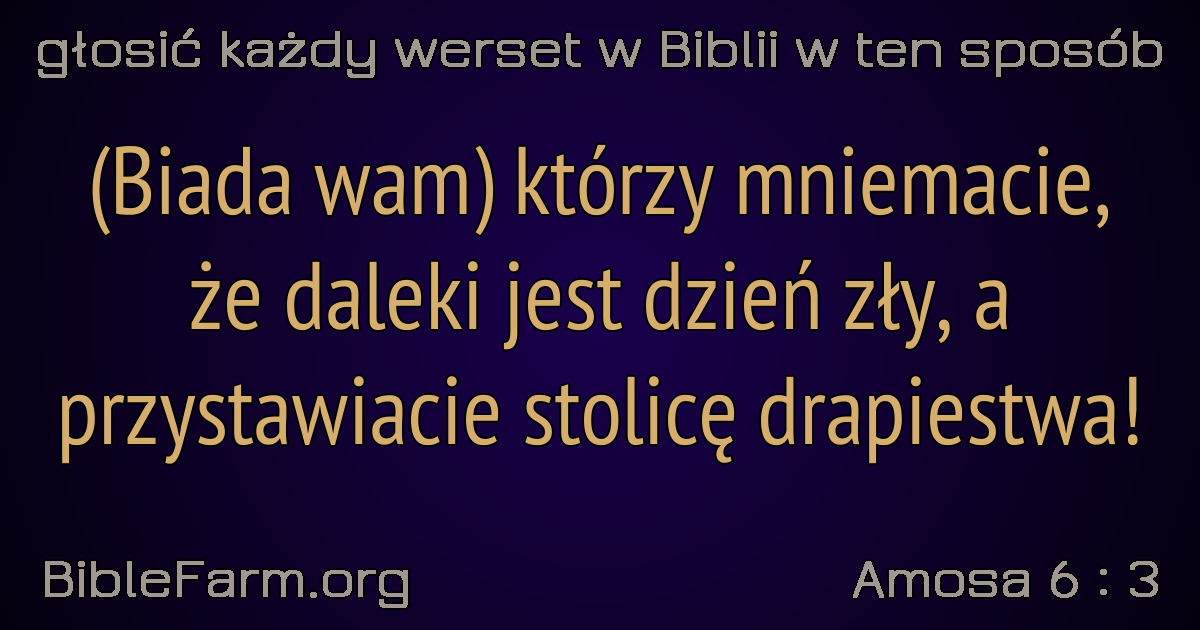 głosić każdy werset w Biblii w ten sposób
(Biada wam) którzy mniemacie,
że daleki jest dzień zły, a
przystawiacie stolicę drapiestwa!
BibleFarm.org
Amosa 6 : 3